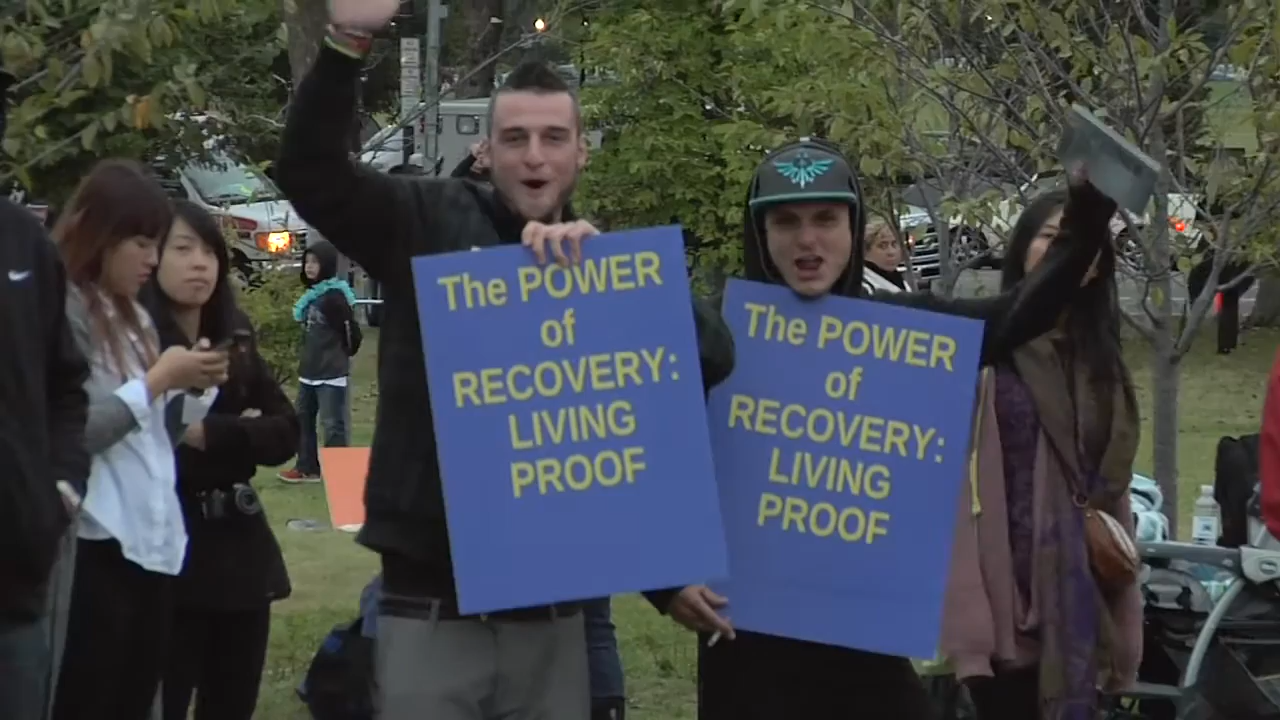 The POWER
of
RECOVERY:
LIVING
PROOF
The POWER
of
RECOVERY:
LIVING
PROOF